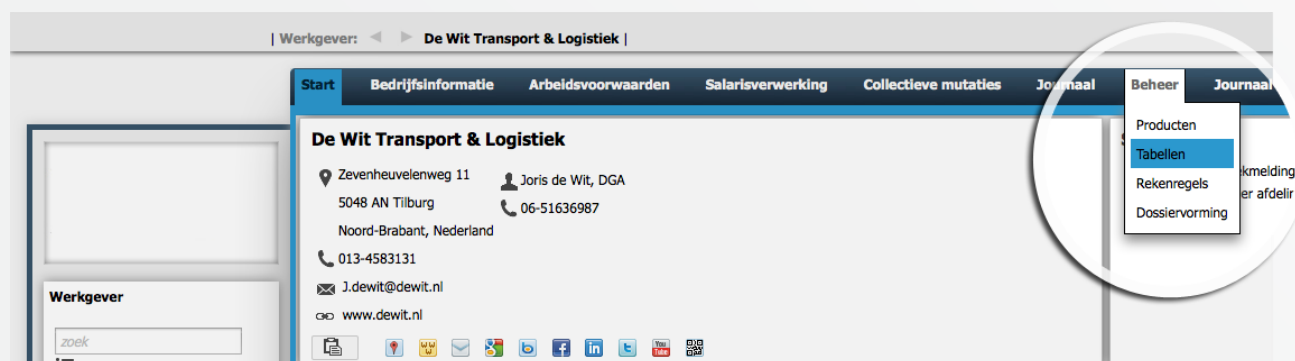 | Werkgever: De Wit Transport & Logistiek |
Start Bedrijfsinformatie Arbeidsvoorwaarden Salarisverwerking Collectieve mutaties Journaal Beheer Journaal
Producten
Tabellen
Rekenregels
Dossiervorming
De Wit Transport & Logistiek
Zevenheuvelenweg 11
5048 AN Tilburg
Noord-Brabant, Nederland
Joris de Wit, DGA
06-51636987
013-4583131
J.dewit@dewit.nl
www.dewit.nl
You Tube
Werkgever
zoek